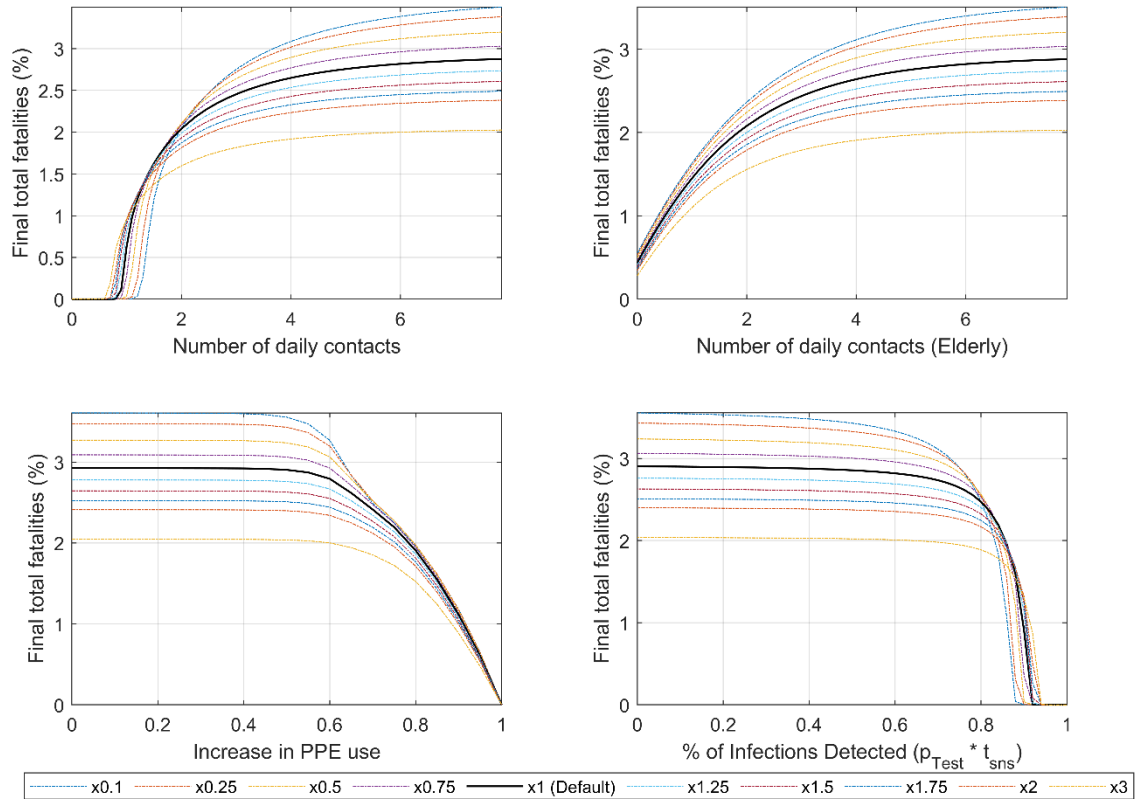 Final total fatalities (%)
3
2.5
2
1.5
1
0.5
0
0 2 4 6
Number of daily contacts
Final total fatalities (%)
3
2
1
0
0 2 4 6
Number of daily contacts (Elderly)
Final total fatalities (%)
3
2
1
0
0 0.2 0.4 0.6 0.8 1
Increase in PPE use
Final total fatalities (%)
3
2
1
0
0 0.2 0.4 0.6 0.8 1
% of Infections Detected (p_Test * t_sns)
x0.1 x0.25 x0.5 x0.75 x1 (Default) x1.25 x1.5 x1.75 x2 x3